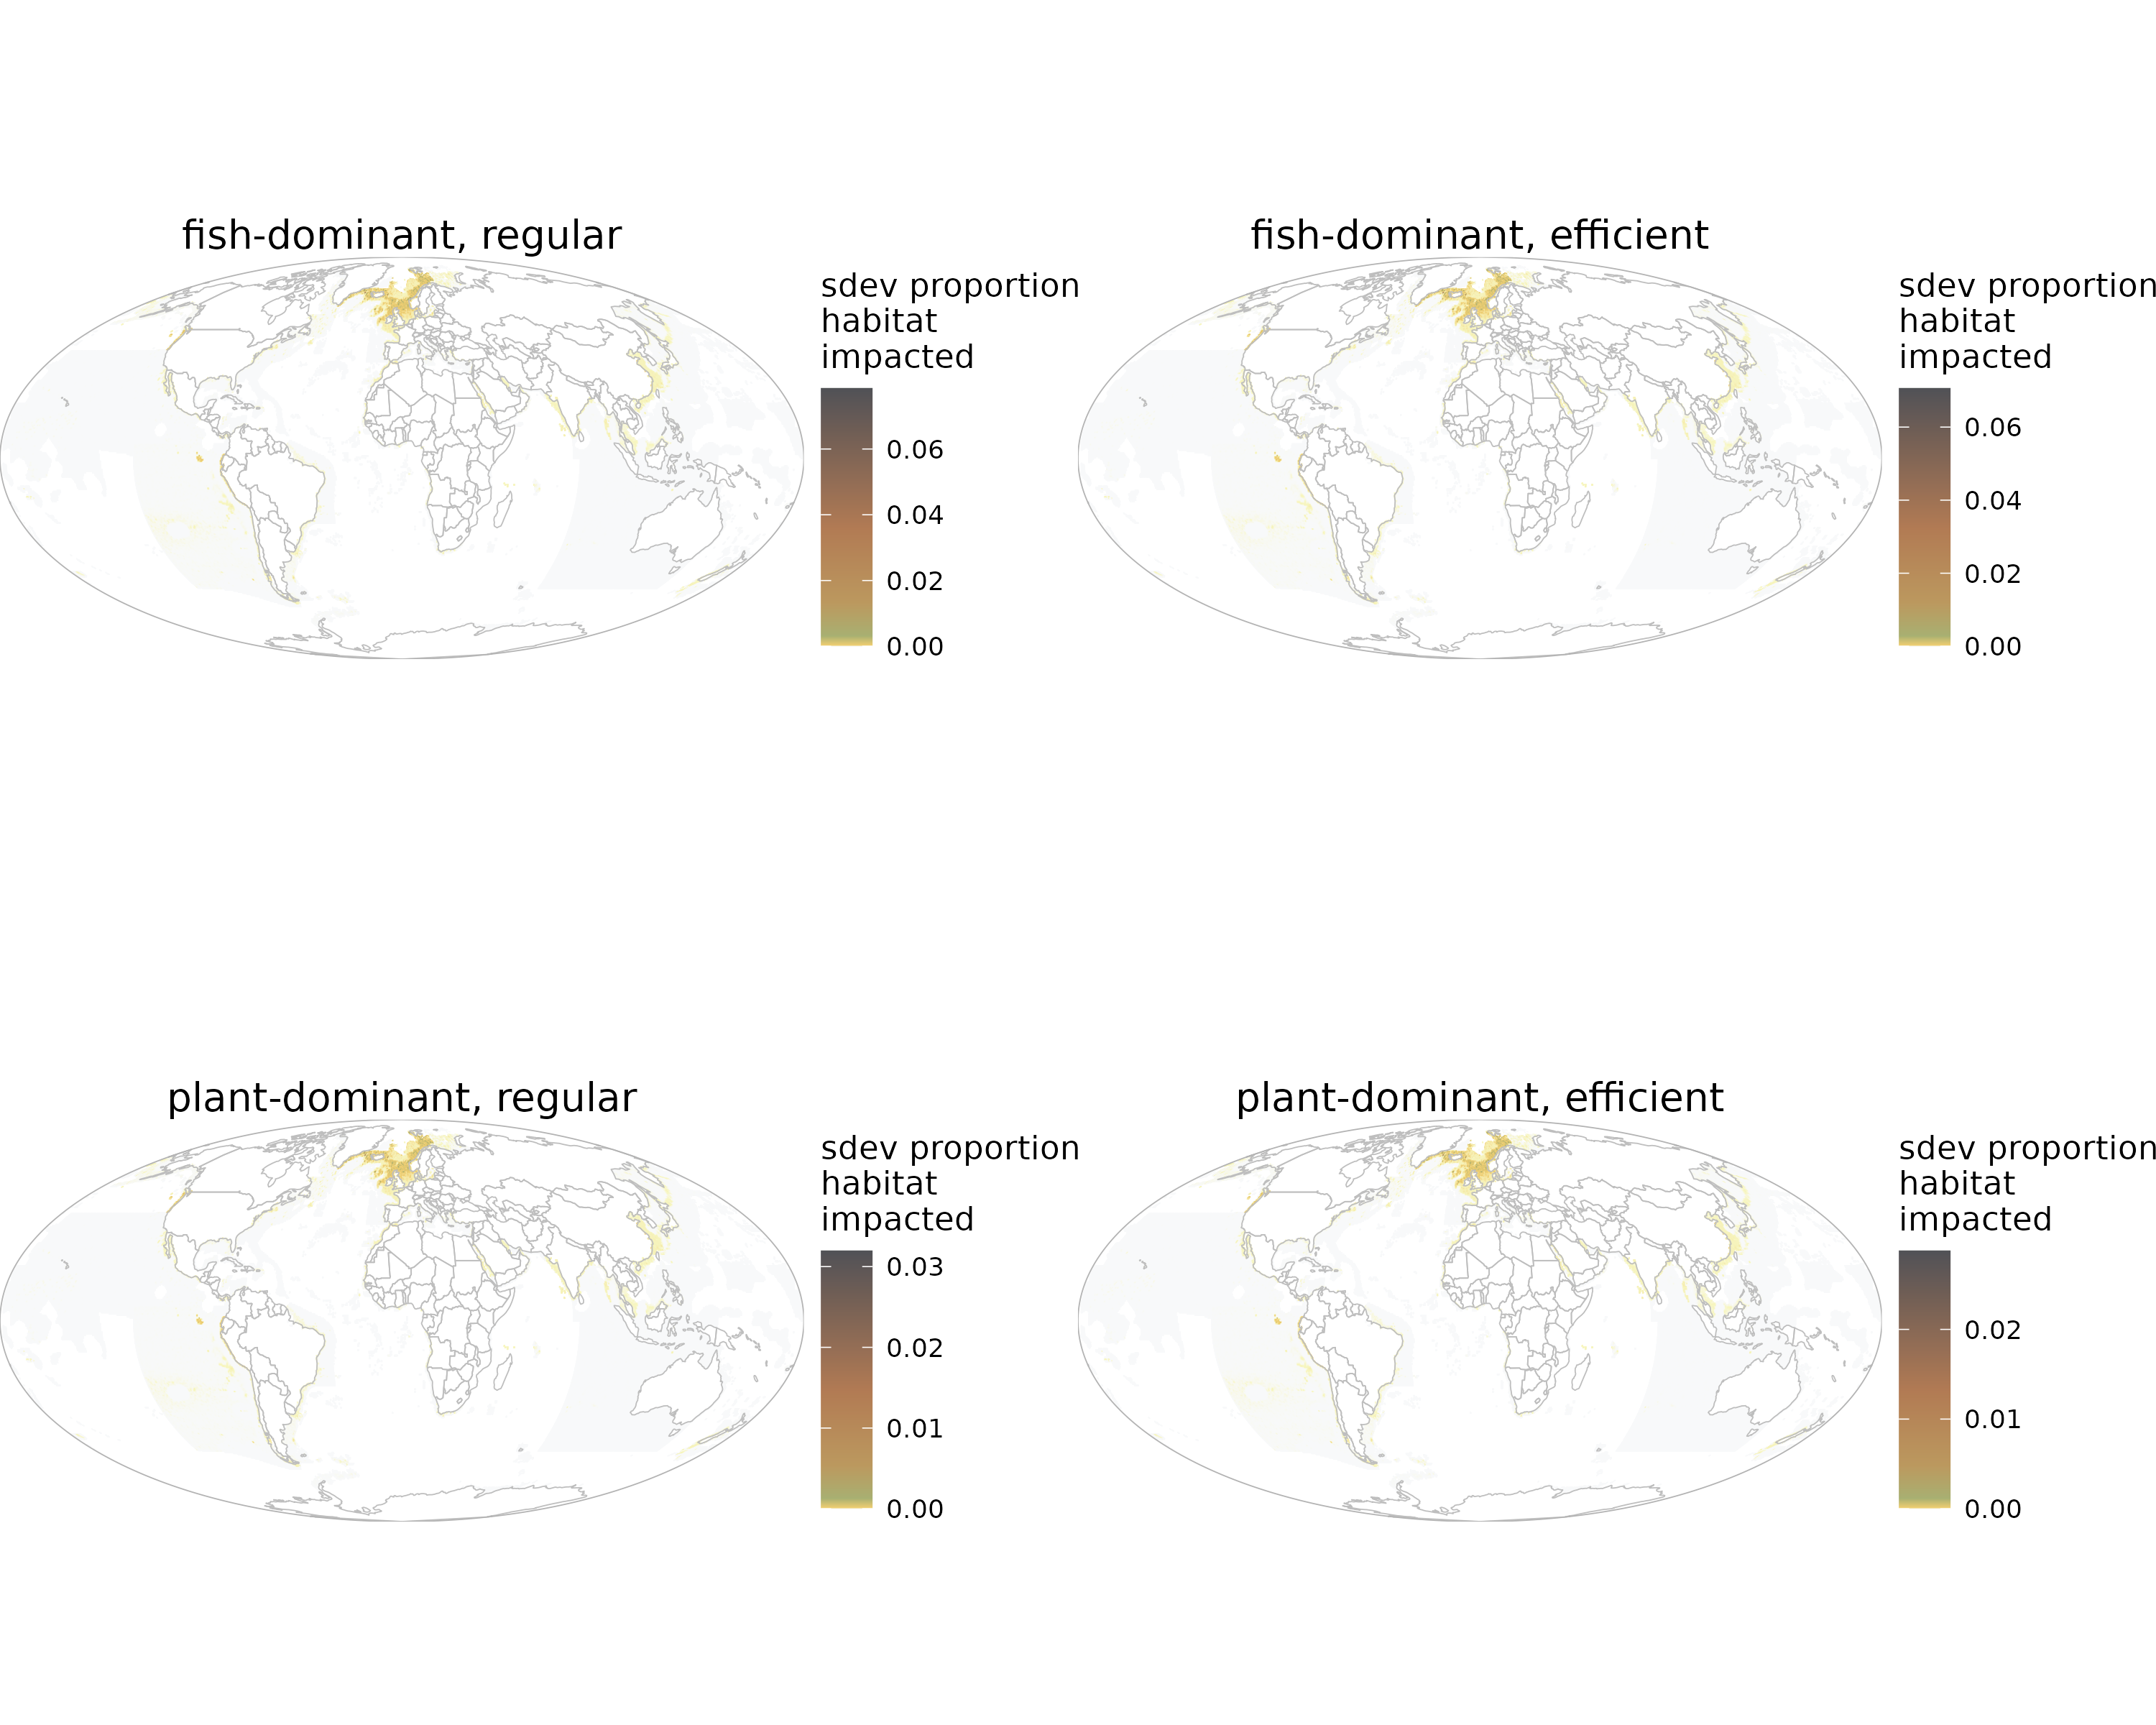 fish-dominant, regular
sdev proportion
habitat
impacted
0.06
0.04
0.02
0.00
fish-dominant, efficient
sdev proportion
habitat
impacted
0.06
0.04
0.02
0.00
plant-dominant, regular
sdev proportion
habitat
impacted
0.03
0.02
0.01
0.00
plant-dominant, efficient
sdev proportion
habitat
impacted
0.02
0.01
0.00